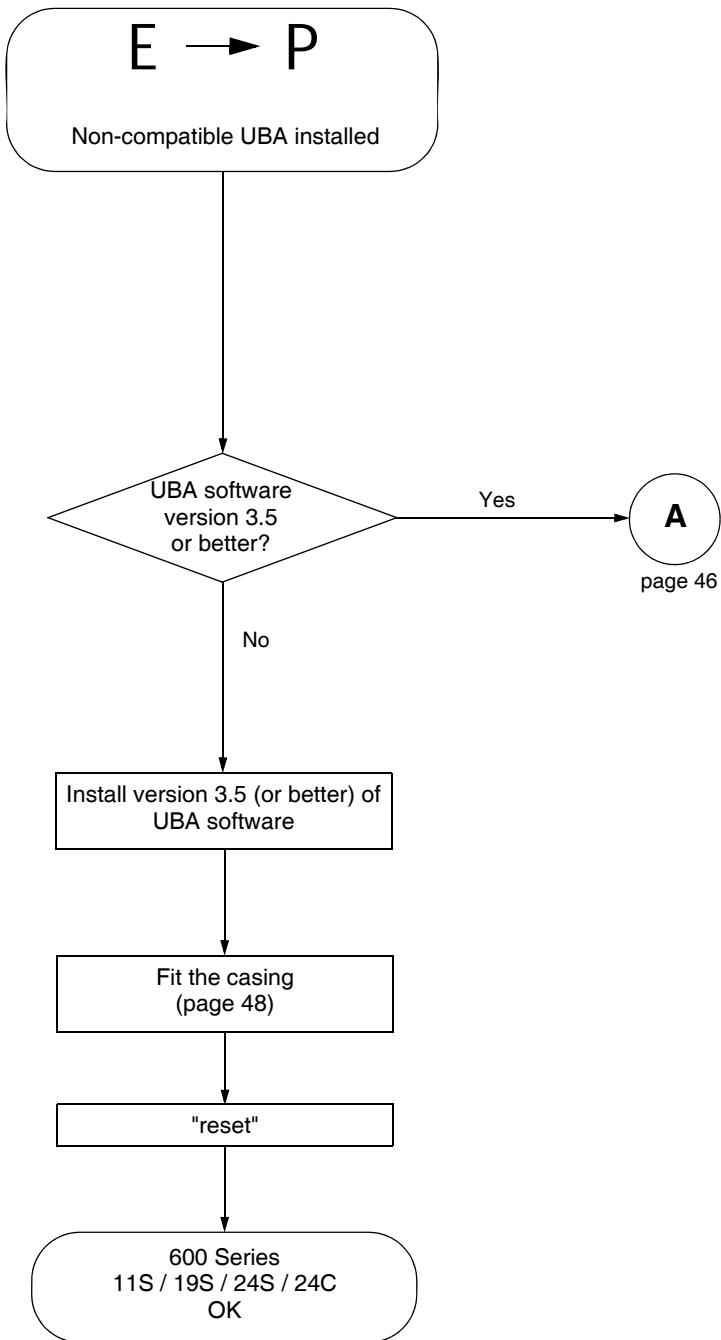 E → P
Non-compatible UBA installed
UBA software
version 3.5
or better?
Yes
A
page 46
No
Install version 3.5 (or better) of
UBA software
Fit the casing
(page 48)
"reset"
600 Series
11S / 19S / 24S / 24C
OK